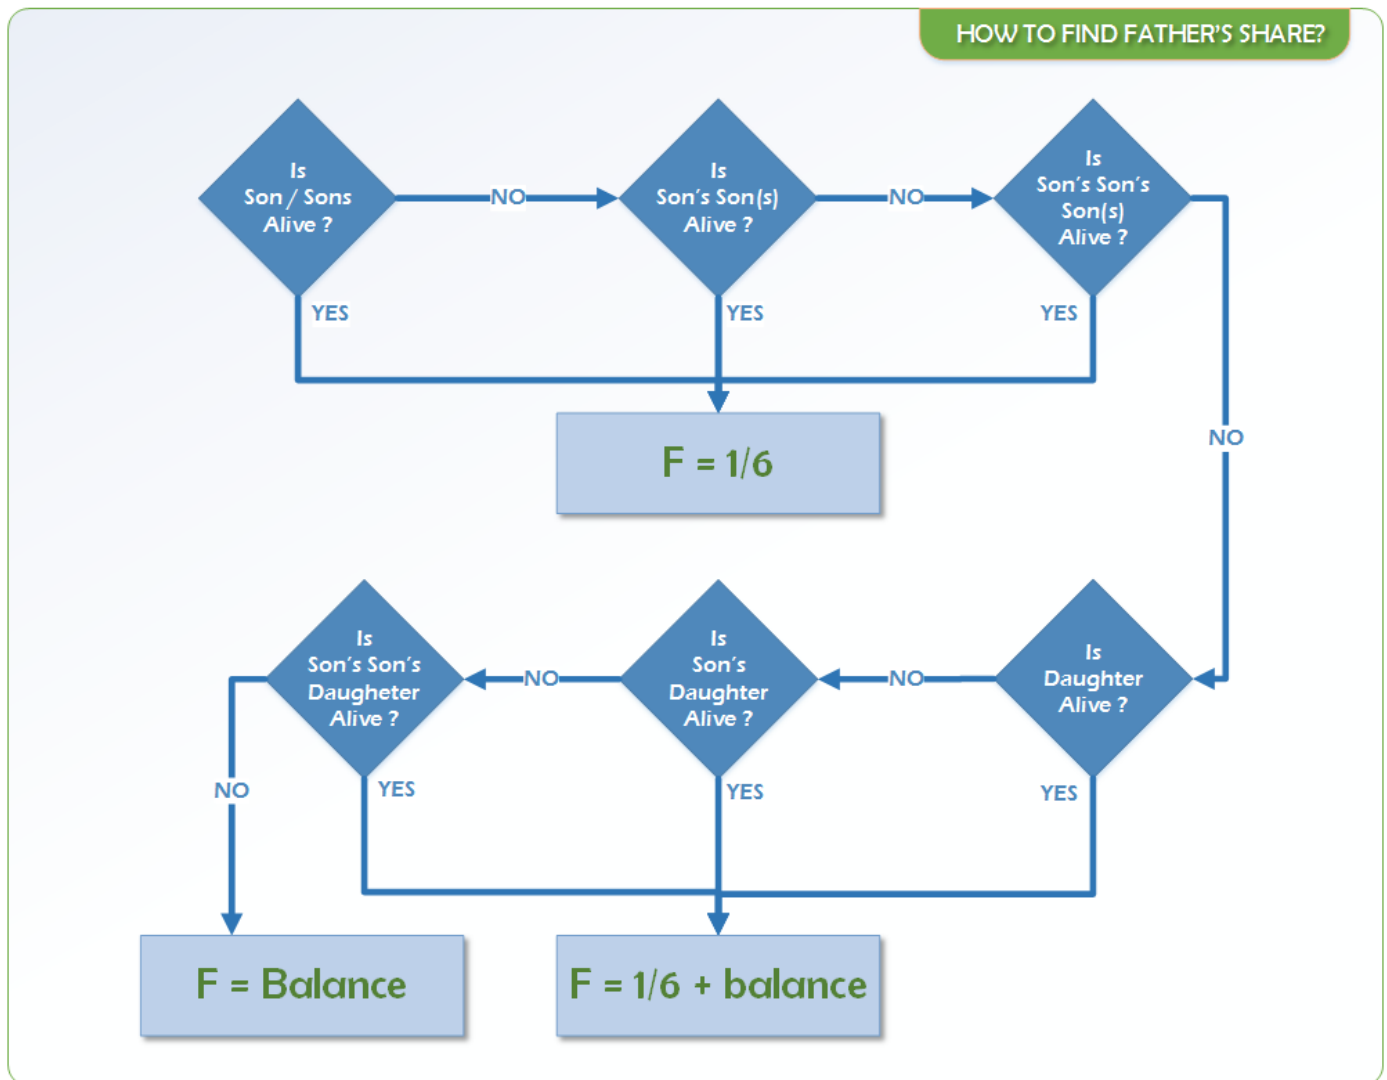 HOW TO FIND FATHER'S SHARE?
Is
Son / Sons
Alive ?
NO
Is
Son's Son(s)
Alive ?
NO
Is
Son's Son's
Son(s)
Alive ?
YES
YES
YES
NO
F = 1/6
Is
Son's Son's
Daugheter
Alive ?
NO
Is
Son's
Daughter
Alive ?
NO
Is
Daughter
Alive ?
NO
YES
YES
YES
F = Balance
F = 1/6 + balance